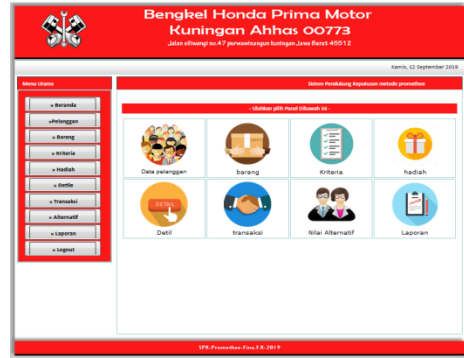 Bengkel Honda Prima Motor
Kuningan Ahhas 00773
Jalan siliwangi no.47 purwawinangun kuningan Jawa Barat 45512
Kamis, 12 September 2019
Menu Utama
Sistem Pendukung Keputusan metode promethee
» Beranda
»Pelanggan
» Barang
» Kriteria
» Hadiah
» Detile
» Transaksi
» Alternatif
» Laporan
» Logout
- Silahkan pilih Panel Dibawah ini -
Data pelanggan
barang
Kriteria
hadiah
DETAIL
Detil
transaksi
Nilai Alternatif
Laporan
SPK-Promethee-Fina.F.R-2019